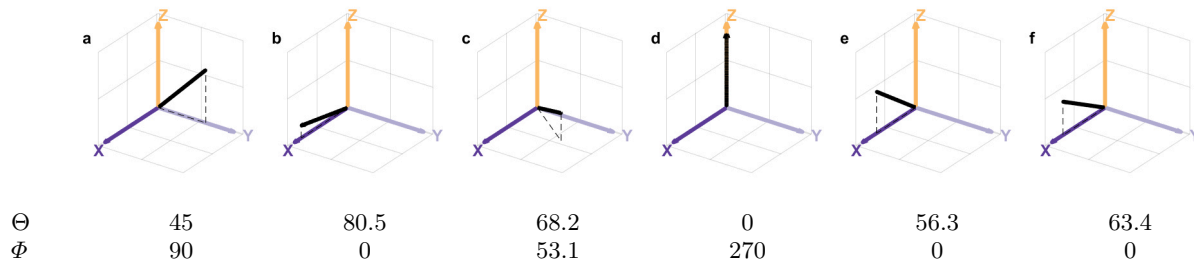 a Z X Y
b Z X Y
c Z X Y
d Z X Y
e Z X Y
f Z X Y
Θ 45 80.5 68.2 0 56.3 63.4
Φ 90 0 53.1 270 0 0